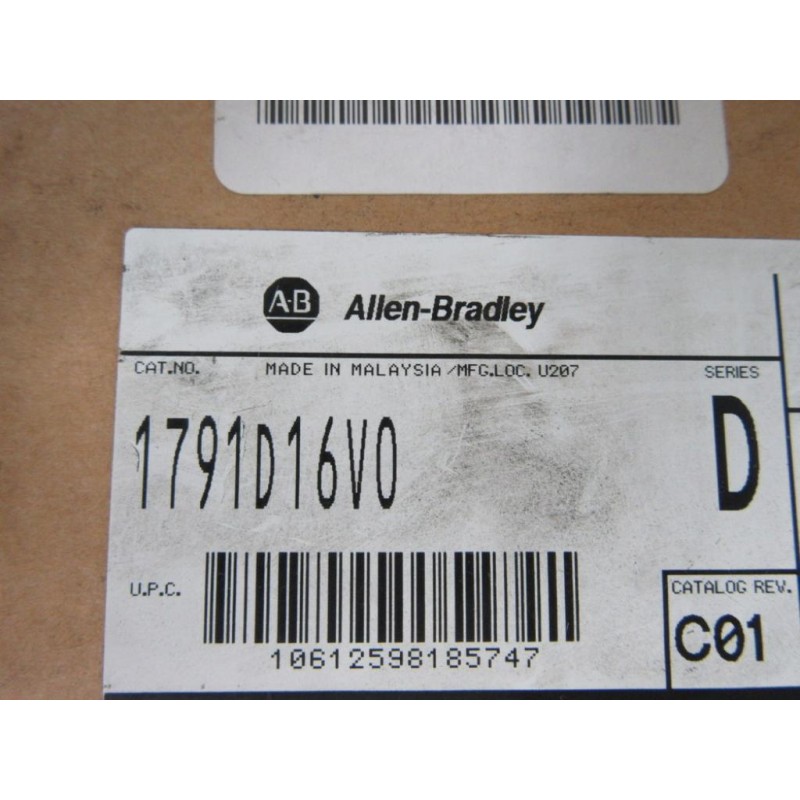 A-B Allen-Bradley
CAT.NO. MADE IN MALAYSIA /MFG.LOC. U207 SERIES
1791D16V0 D
U.P.C.
10612598185747
CATALOG REV.
C01